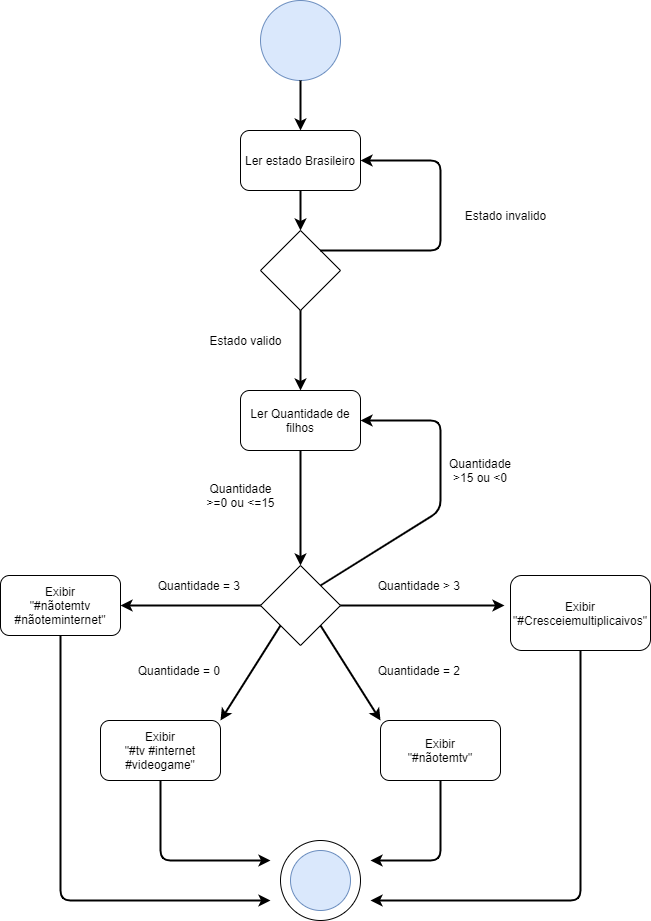 Ler estado Brasileiro
Estado invalido
Estado valido
Ler Quantidade de
filhos
Quantidade
>15 ou <0
Quantidade
>=0 ou <=15
Quantidade = 3
Quantidade > 3
Exibir
"#nãotemtv
#nãoteminternet"
Exibir
"#Cresceiemultiplicaivos"
Quantidade = 0
Quantidade = 2
Exibir
"#tv #internet
#videogame"
Exibir
"#nãotemtv"